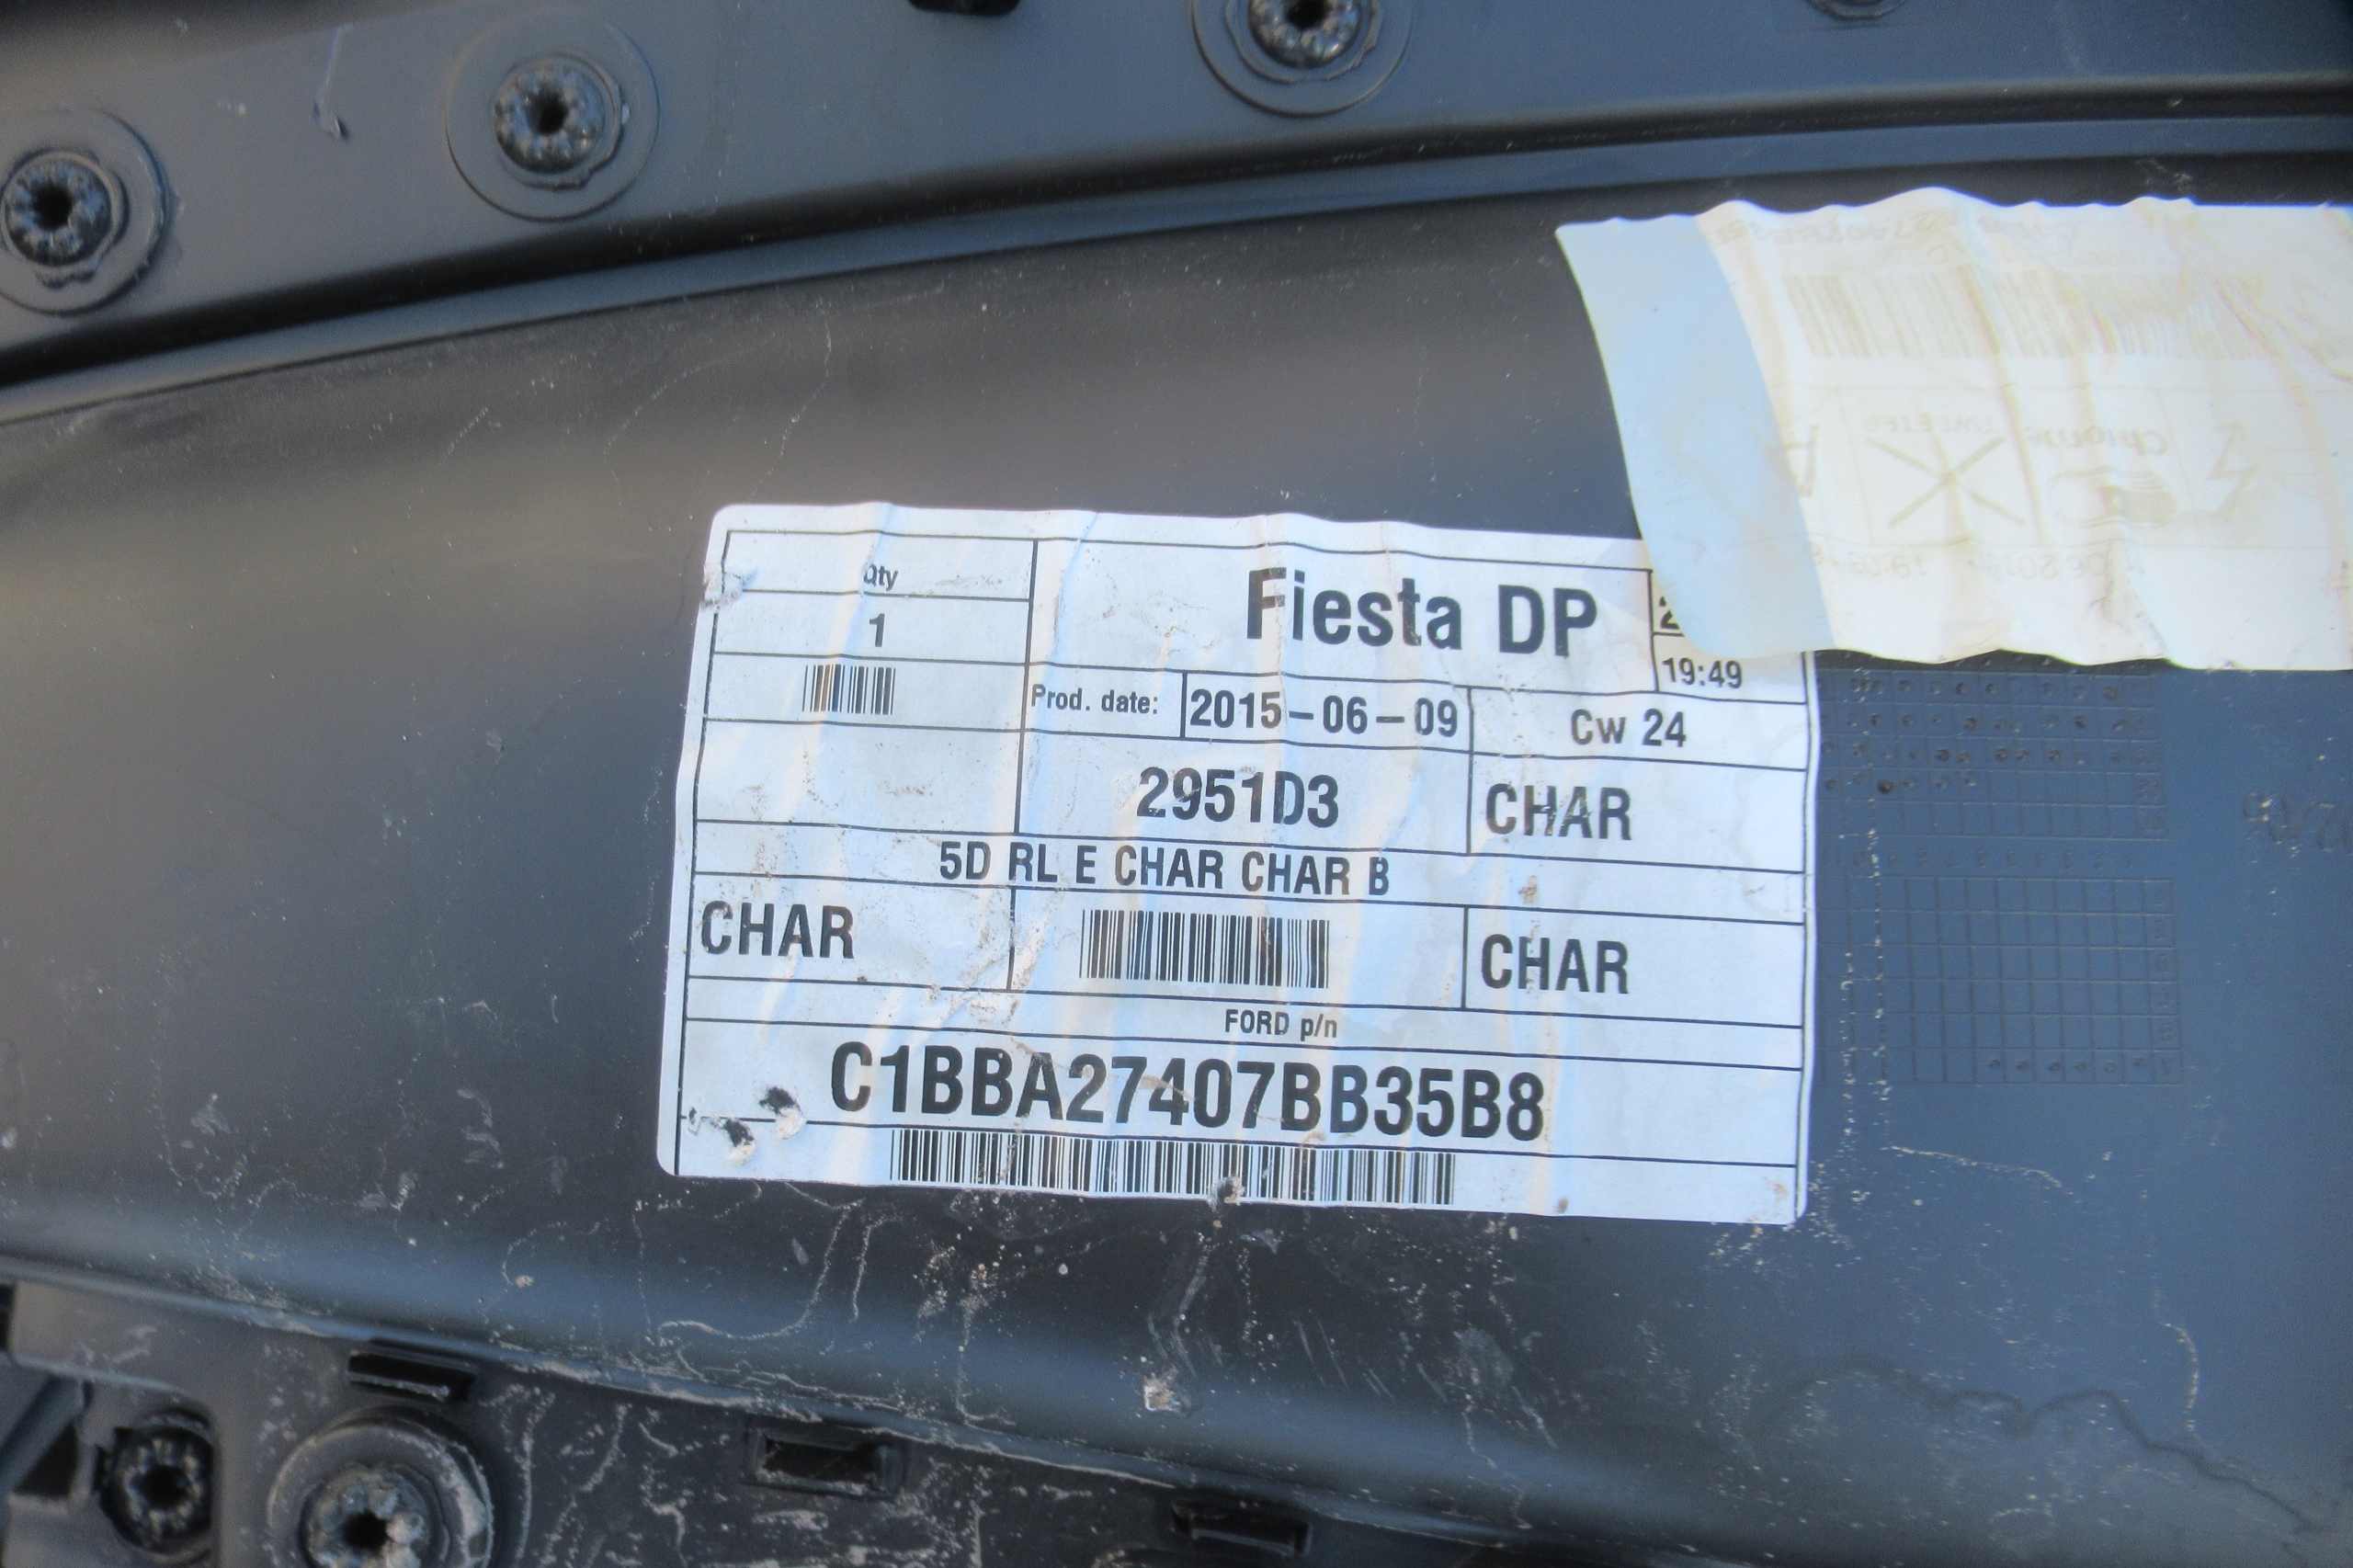 Qty
1
Fiesta DP
19:49
Prod. date: 2015-06-09 Cw 24
2951D3 CHAR
5D RL E CHAR CHAR B
CHAR CHAR
FORD p/n
C1BBA27407BB35B8